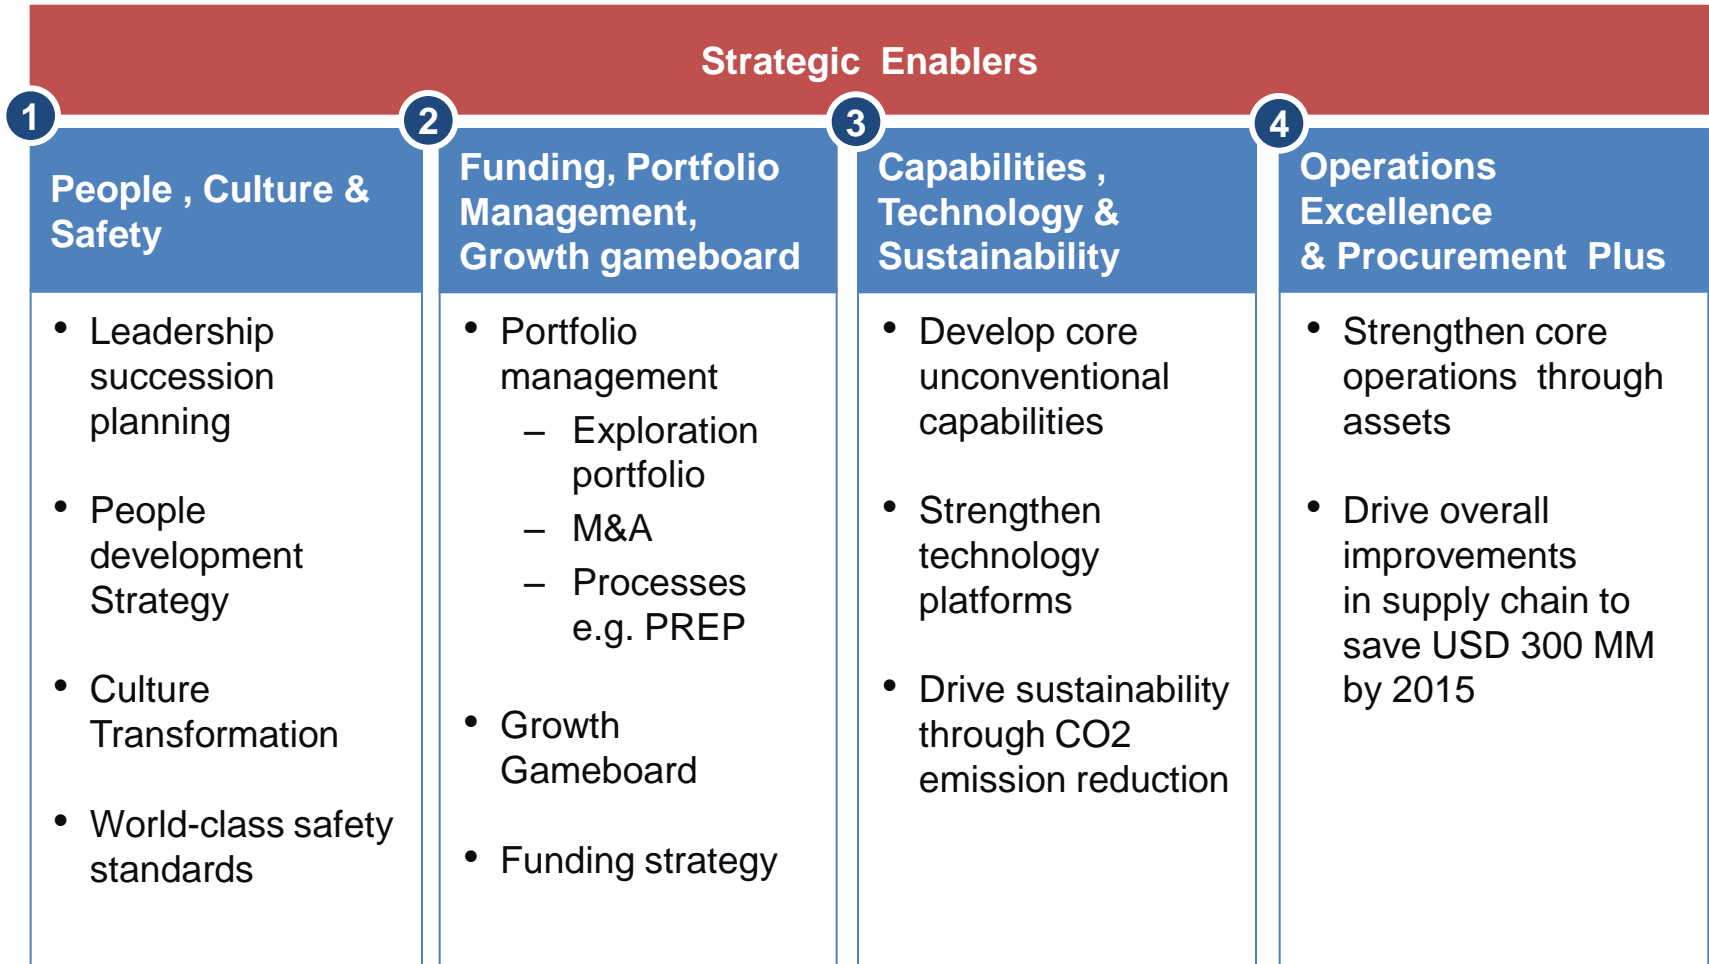 Strategic  Enablers
1
People , Culture &
Safety
• Leadership
succession
planning
• People
development
Strategy
• Culture
Transformation
• World-class safety
standards
2
Funding, Portfolio
Management,
Growth gameboard
• Portfolio
management
– Exploration
portfolio
– M&A
– Processes
e.g. PREP
• Growth
Gameboard
• Funding strategy
3
Capabilities ,
Technology &
Sustainability
• Develop core
unconventional
capabilities
• Strengthen
technology
platforms
• Drive sustainability
through CO2
emission reduction
4
Operations
Excellence
& Procurement  Plus
• Strengthen core
operations  through
assets
• Drive overall
improvements
in supply chain to
save USD 300 MM
by 2015